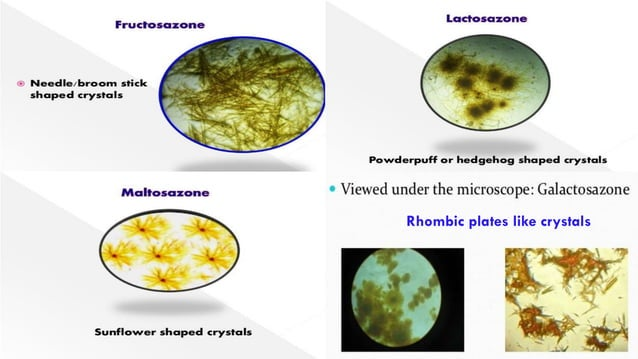 Fructosazone
Needle/broom stick
shaped crystals
Lactosazone
Powderpuff or hedgehog shaped crystals
Maltosazone
Sunflower shaped crystals
• Viewed under the microscope: Galactosazone
Rhombic plates like crystals